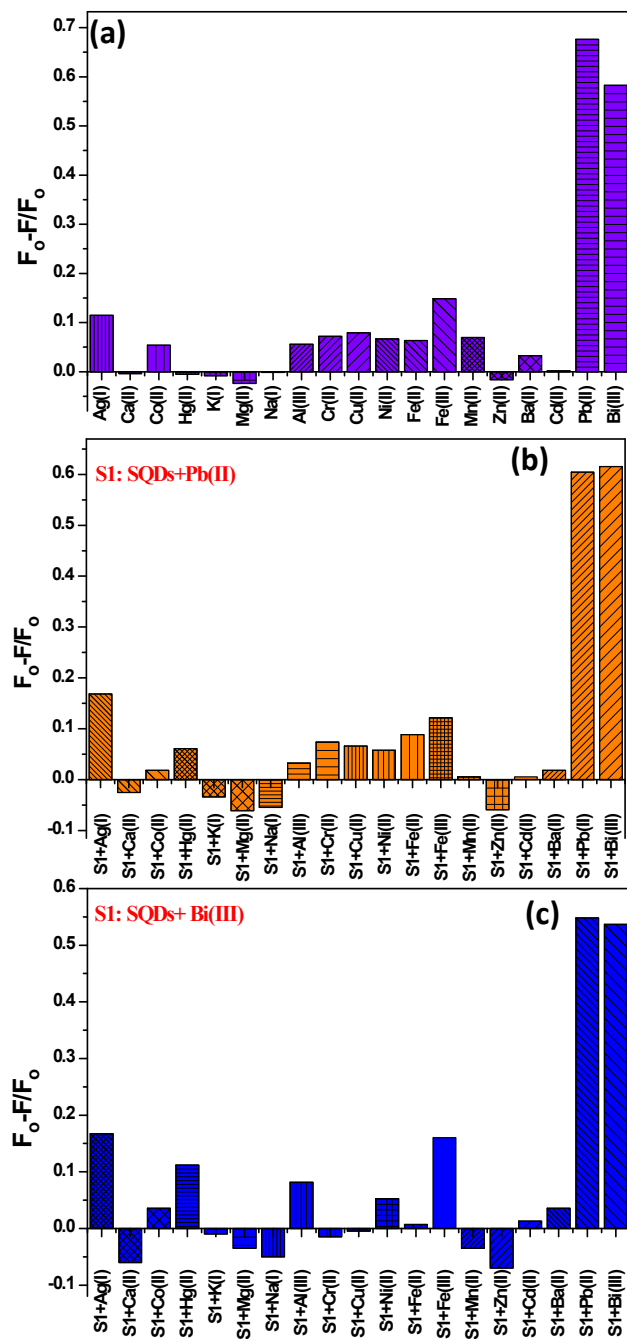 (a)
0.7
0.6
0.5
0.4
0.3
0.2
0.1
0.0
Fo-F/Fo
Ag(I)
Ca(II)
Co(II)
Hg(II)
K(I)
Mg(II)
Na(I)
Al(III)
Cr(II)
Cu(II)
Ni(II)
Fe(II)
Fe(III)
Mn(II)
Zn(II)
Ba(II)
Cd(II)
Pb(II)
Bi(III)
(b)
S1: SQDs+Pb(II)
0.6
0.5
0.4
0.3
0.2
0.1
0.0
-0.1
Fo-F/Fo
S1+Ag(I)
S1+Ca(II)
S1+Co(II)
S1+Hg(II)
S1+K(I)
S1+Mg(II)
S1+Na(I)
S1+Al(III)
S1+Cr(II)
S1+Cu(II)
S1+Ni(II)
S1+Fe(II)
S1+Fe(III)
S1+Mn(II)
S1+Zn(II)
S1+Cd(II)
S1+Ba(II)
S1+Pb(II)
S1+Bi(III)
(c)
S1: SQDs+ Bi(III)
0.6
0.5
0.4
0.3
0.2
0.1
0.0
-0.1
Fo-F/Fo
S1+Ag(I)
S1+Ca(II)
S1+Co(II)
S1+Hg(II)
S1+K(I)
S1+Mg(II)
S1+Na(I)
S1+Al(III)
S1+Cr(II)
S1+Cu(II)
S1+Ni(II)
S1+Fe(II)
S1+Fe(III)
S1+Mn(II)
S1+Zn(II)
S1+Cd(II)
S1+Ba(II)
S1+Pb(II)
S1+Bi(III)